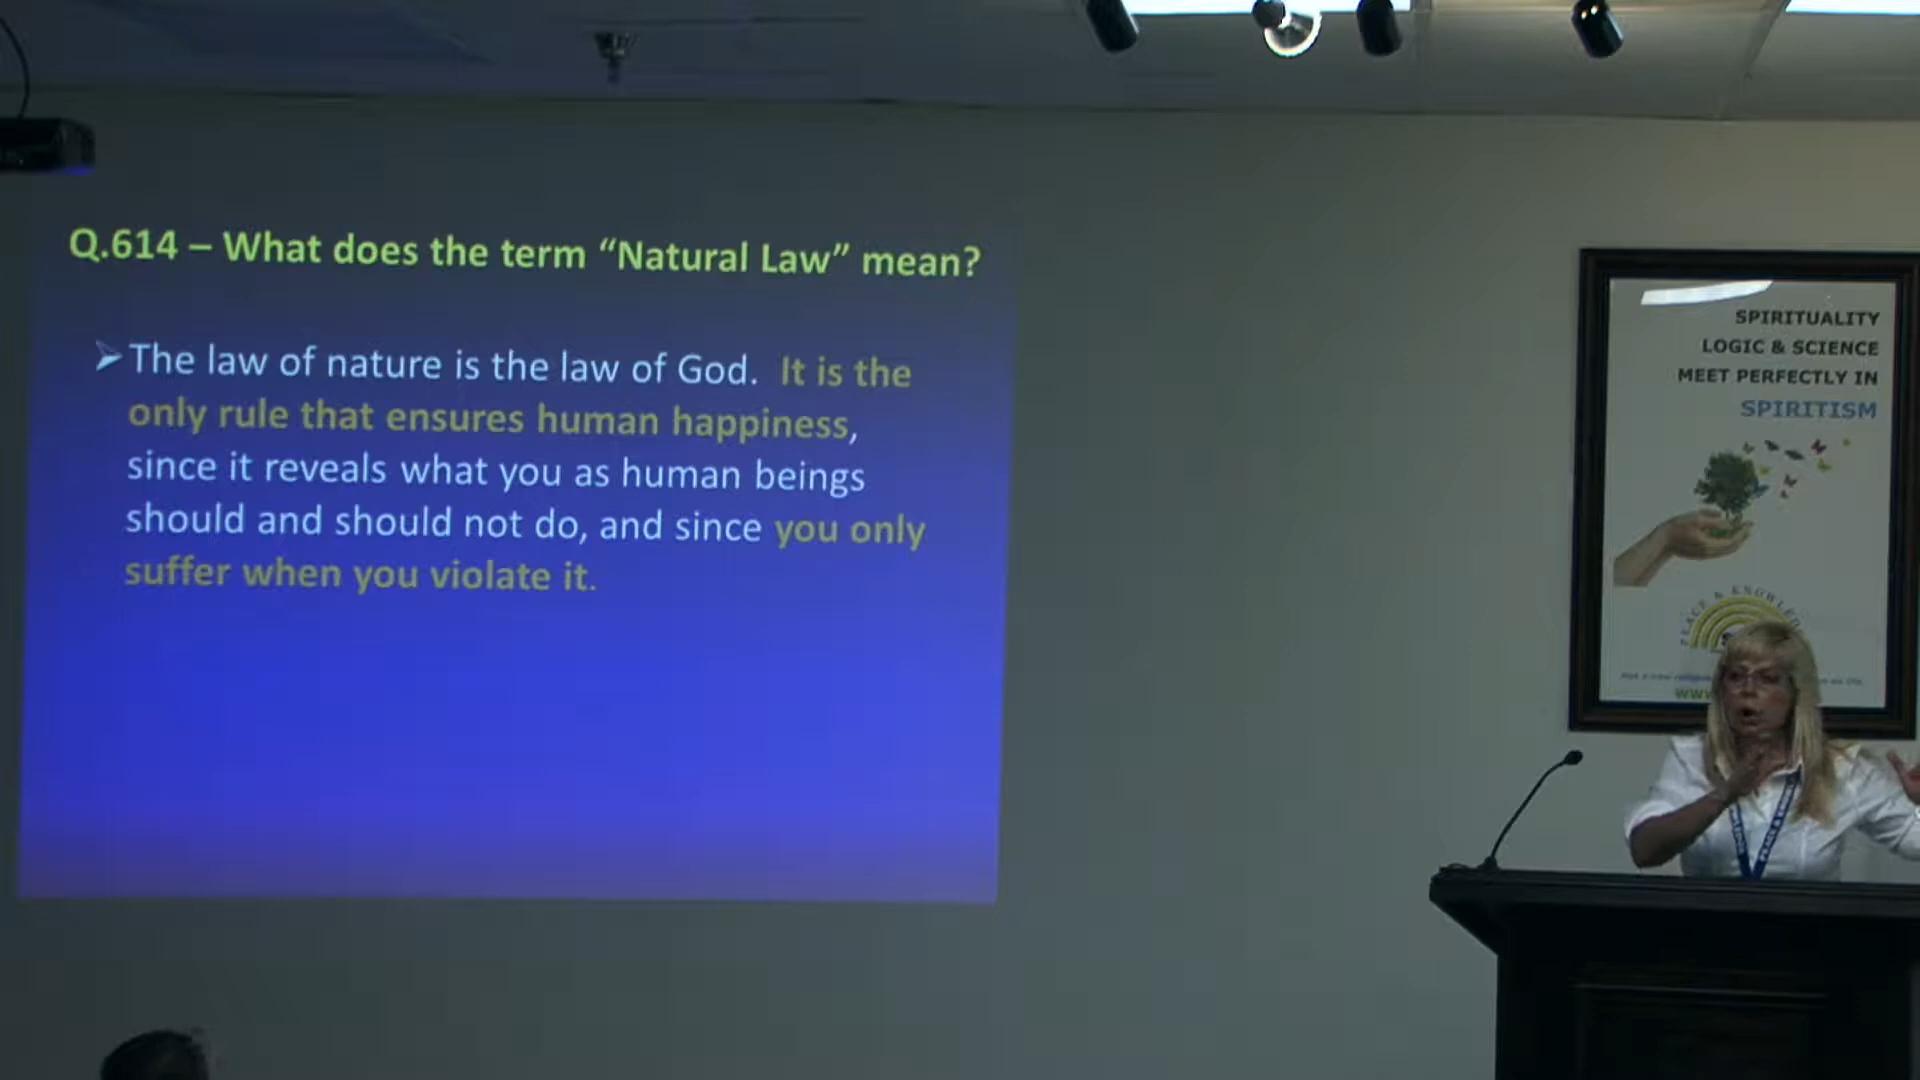 Q.614 – What does the term “Natural Law” mean?
➢The law of nature is the law of God. It is the
only rule that ensures human happiness,
since it reveals what you as human beings
should and should not do, and since you only
suffer when you violate it.
SPIRITUALITY
LOGIC & SCIENCE
MEET PERFECTLY IN
SPIRITISM
PEACE &
PEACE &